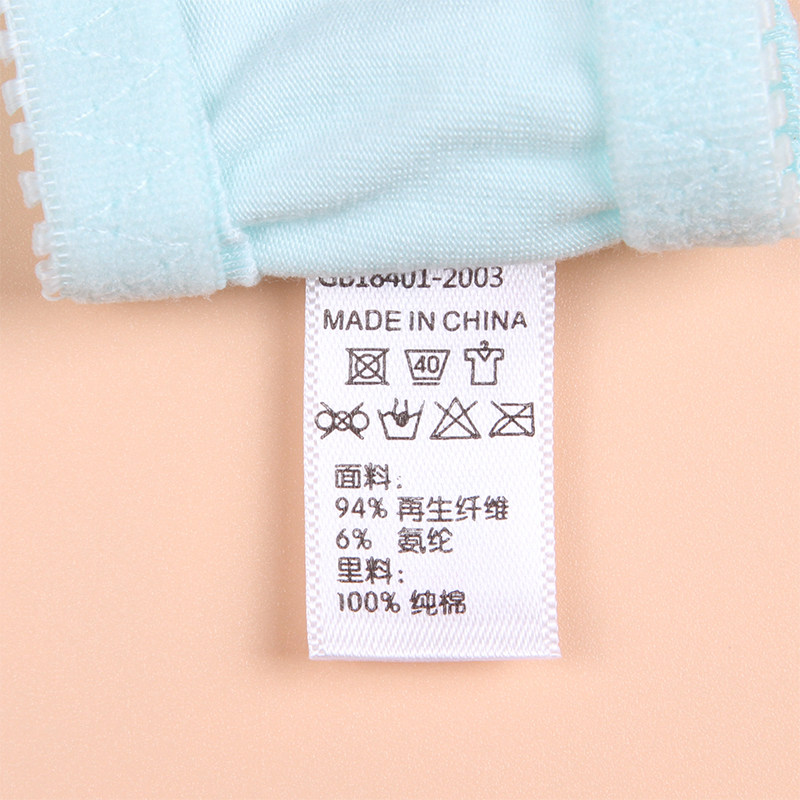 GB18401-2003
MADE IN CHINA
40
面料:
94% 再生纤维
6% 氨纶
里料:
100% 纯棉